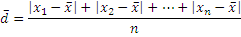 d̄ = (|x₁ − x̄| + |x₂ − x̄| + ⋯ + |xₙ − x̄|) / n